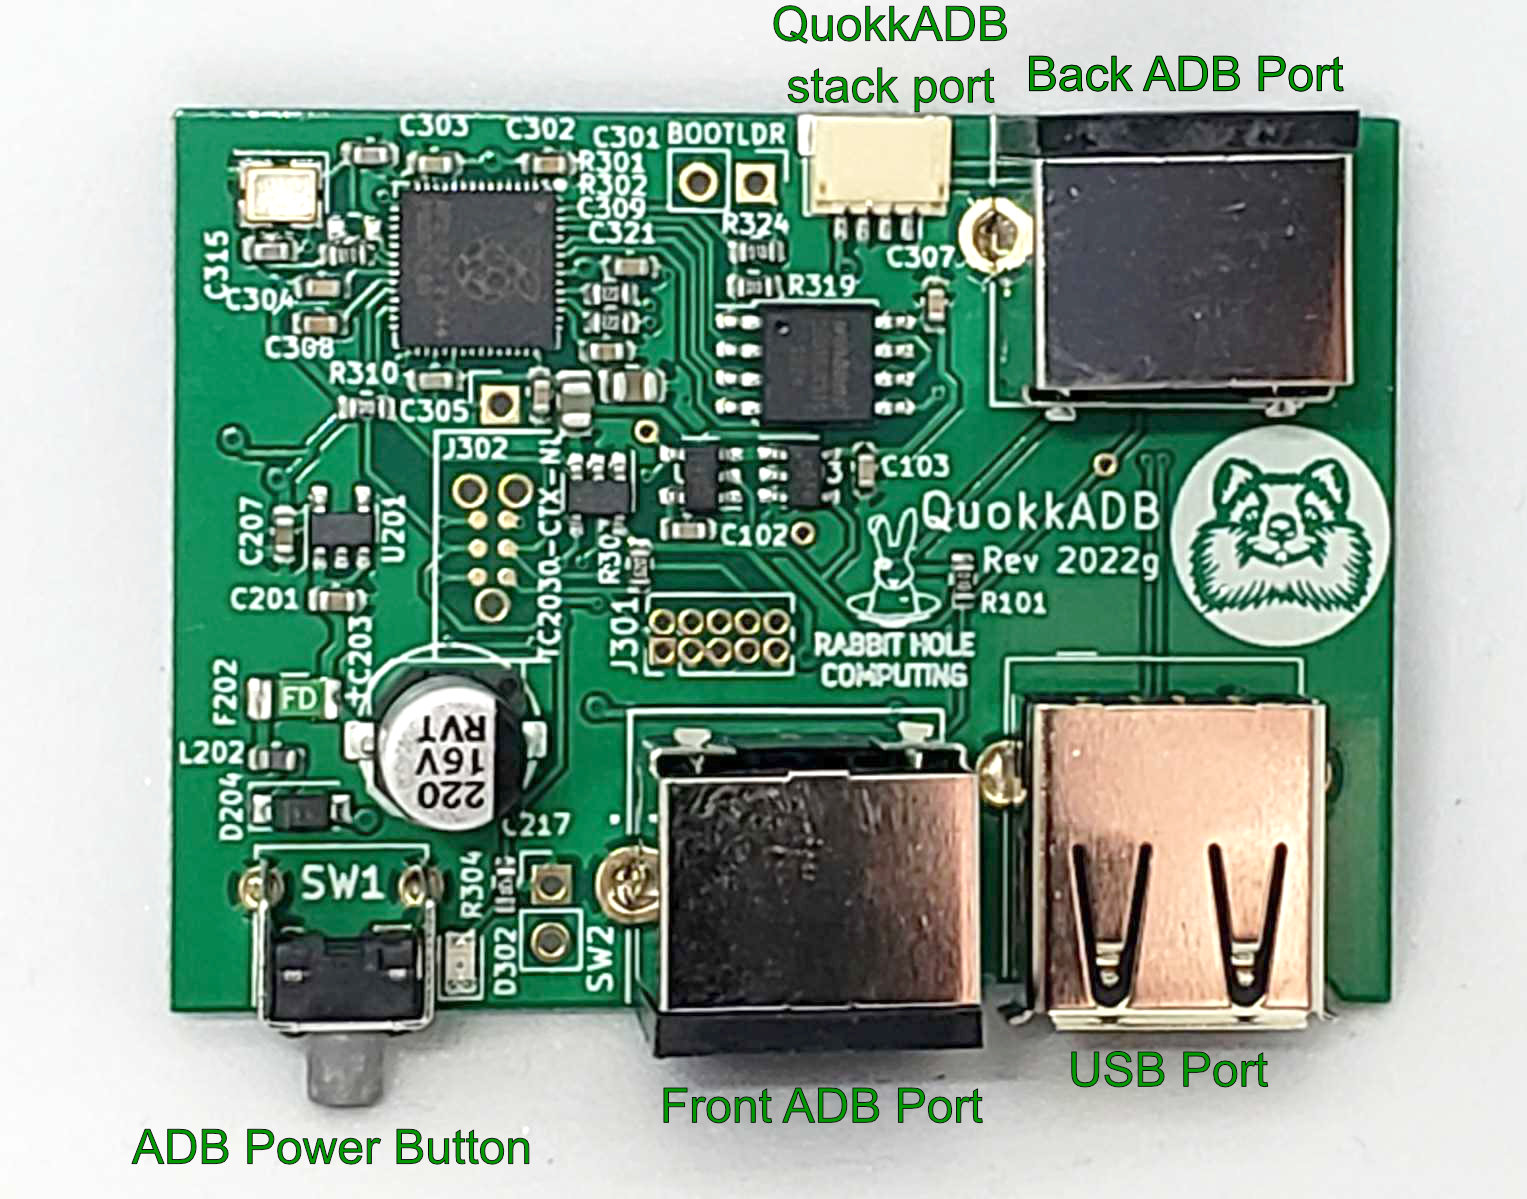 QuokkADB
stack port
Back ADB Port
C303
C302
C301
BOOTLDR
R301
R302
C309
C321
R324
C307
C315
C304
R319
C308
R310
C305
J302
TC2030-CTX-NL
C103
C207
U201
C102
QuokkADB
Rev 2022g
R101
C201
J301
RABBIT HOLE
COMPUTING
+C203
F202
FD
L202
220
16V
RVT
D204
C217
SW1
R304
D302
SW2
USB Port
Front ADB Port
ADB Power Button